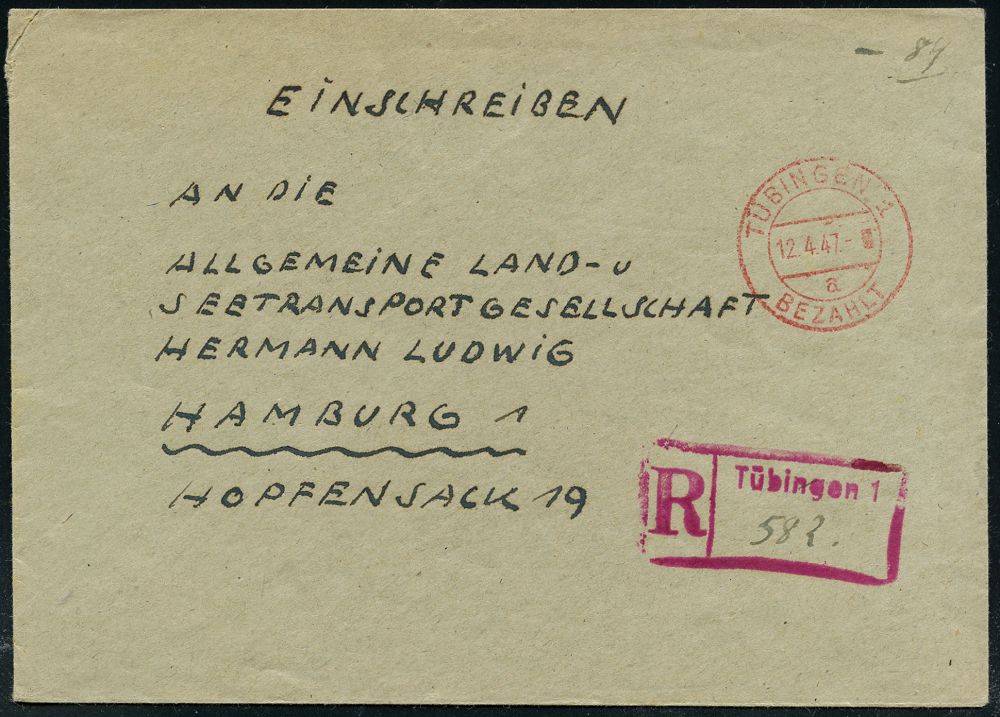 - 84
EINSCHREIBEN
AN DIE
ALLGEMEINE LAND- U
SEETRANSPORTGESELLSCHAFT
HERMANN LUDWIG
HAMBURG 1
HOPFENSACK 19
TÜBINGEN 1
12.4.47.-
a
BEZAHLT
R
Tübingen 1
582.